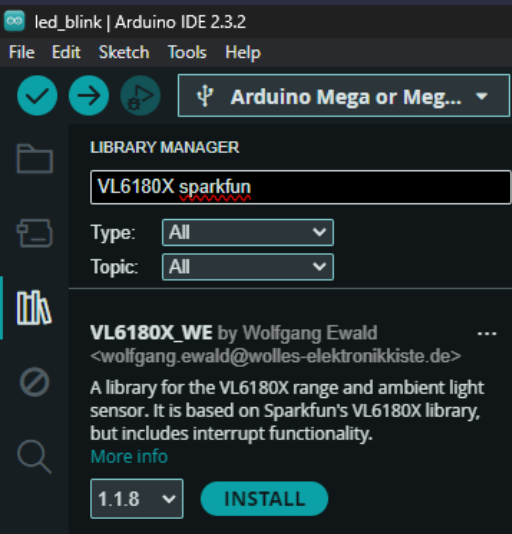 led_blink | Arduino IDE 2.3.2
File Edit Sketch Tools Help
Arduino Mega or Meg...
LIBRARY MANAGER
VL6180X sparkfun
Type: All
Topic: All
VL6180X_WE by Wolfgang Ewald
<wolfgang.ewald@wolles-elektronikkiste.de>
A library for the VL6180X range and ambient light
sensor. It is based on Sparkfun's VL6180X library,
but includes interrupt functionality.
More info
1.1.8 INSTALL